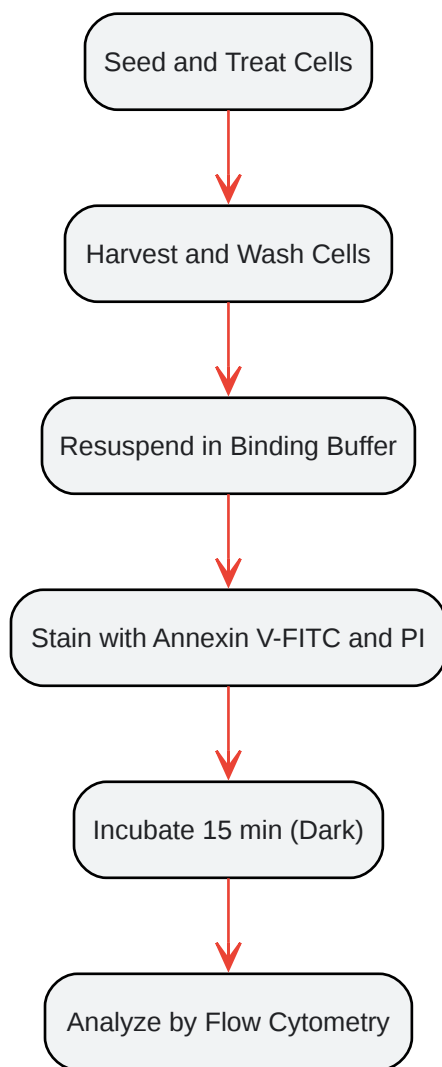 Seed and Treat Cells
Harvest and Wash Cells
Resuspend in Binding Buffer
Stain with Annexin V-FITC and PI
Incubate 15 min (Dark)
Analyze by Flow Cytometry